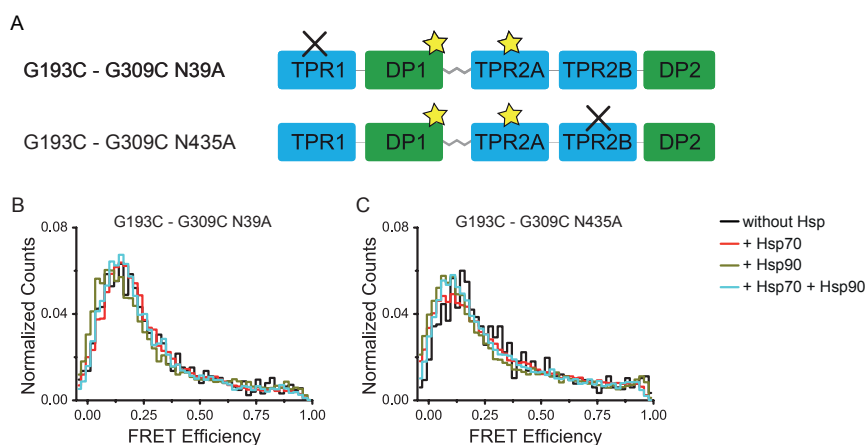 A
G193C - G309C N39A
TPR1 DP1 TPR2A TPR2B DP2
G193C - G309C N435A
TPR1 DP1 TPR2A TPR2B DP2
B
G193C - G309C N39A
Normalized Counts
0.08
0.04
0.00
0.00 0.25 0.50 0.75 1.00
FRET Efficiency
C
G193C - G309C N435A
Normalized Counts
0.08
0.04
0.00
0.00 0.25 0.50 0.75 1.00
FRET Efficiency
without Hsp
+ Hsp70
+ Hsp90
+ Hsp70 + Hsp90